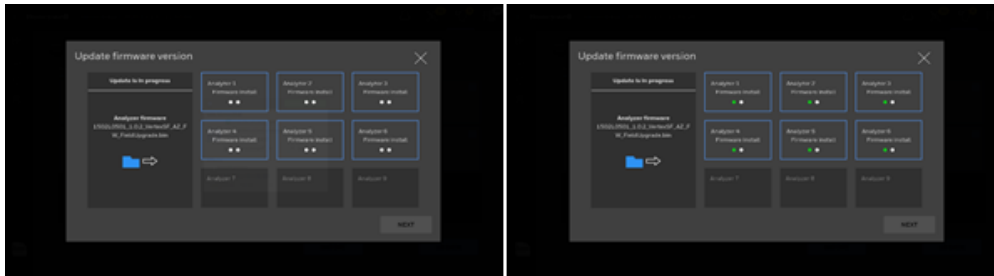 Update firmware version
Update is in progress
Analyzer firmware
W_FieldUpgrade.bin
Analyzer 1
Firmware install
Analyzer 2
Firmware install
Analyzer 3
Firmware install
Analyzer 4
Firmware install
Analyzer 5
Firmware install
Analyzer 6
Firmware install
Analyzer 7
Analyzer 8
Analyzer 9
NEXT
Update firmware version
Update is in progress
Analyzer firmware
W_FieldUpgrade.bin
Analyzer 1
Firmware install
Analyzer 2
Firmware install
Analyzer 3
Firmware install
Analyzer 4
Firmware install
Analyzer 5
Firmware install
Analyzer 6
Firmware install
Analyzer 7
Analyzer 8
Analyzer 9
NEXT